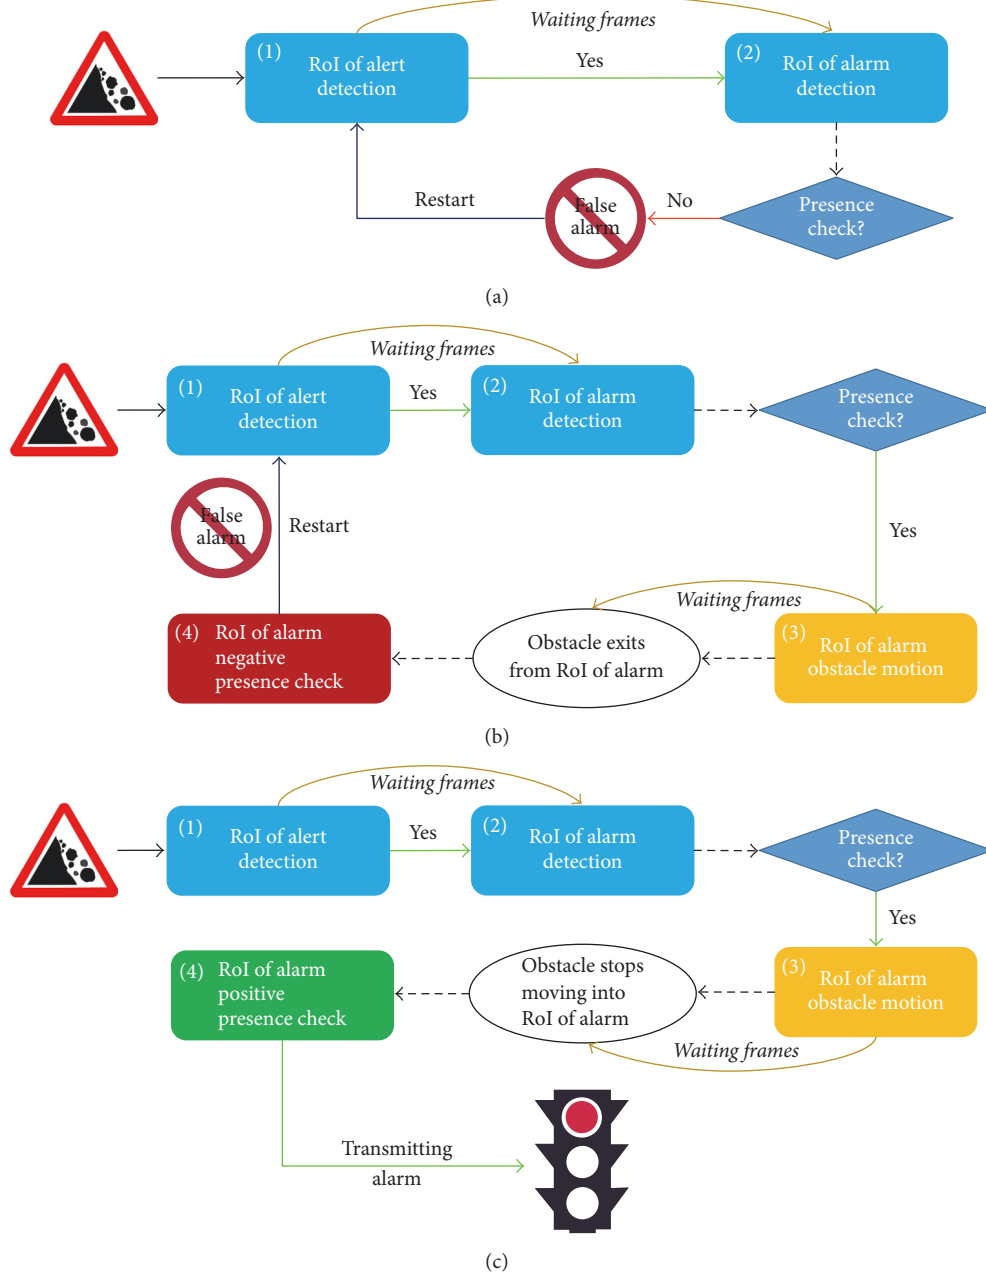 Waiting frames
(1)
RoI of alert
detection
Yes
(2)
RoI of alarm
detection
Restart
False
alarm
No
Presence
check?
(a)
Waiting frames
(1)
RoI of alert
detection
Yes
(2)
RoI of alarm
detection
Presence
check?
False
alarm
Restart
Yes
Waiting frames
(4)
RoI of alarm
negative
presence check
Obstacle exits
from RoI of alarm
(3)
RoI of alarm
obstacle motion
(b)
Waiting frames
(1)
RoI of alert
detection
Yes
(2)
RoI of alarm
detection
Presence
check?
Yes
(4)
RoI of alarm
positive
presence check
Obstacle stops
moving into
RoI of alarm
(3)
RoI of alarm
obstacle motion
Waiting frames
Transmitting
alarm
(c)